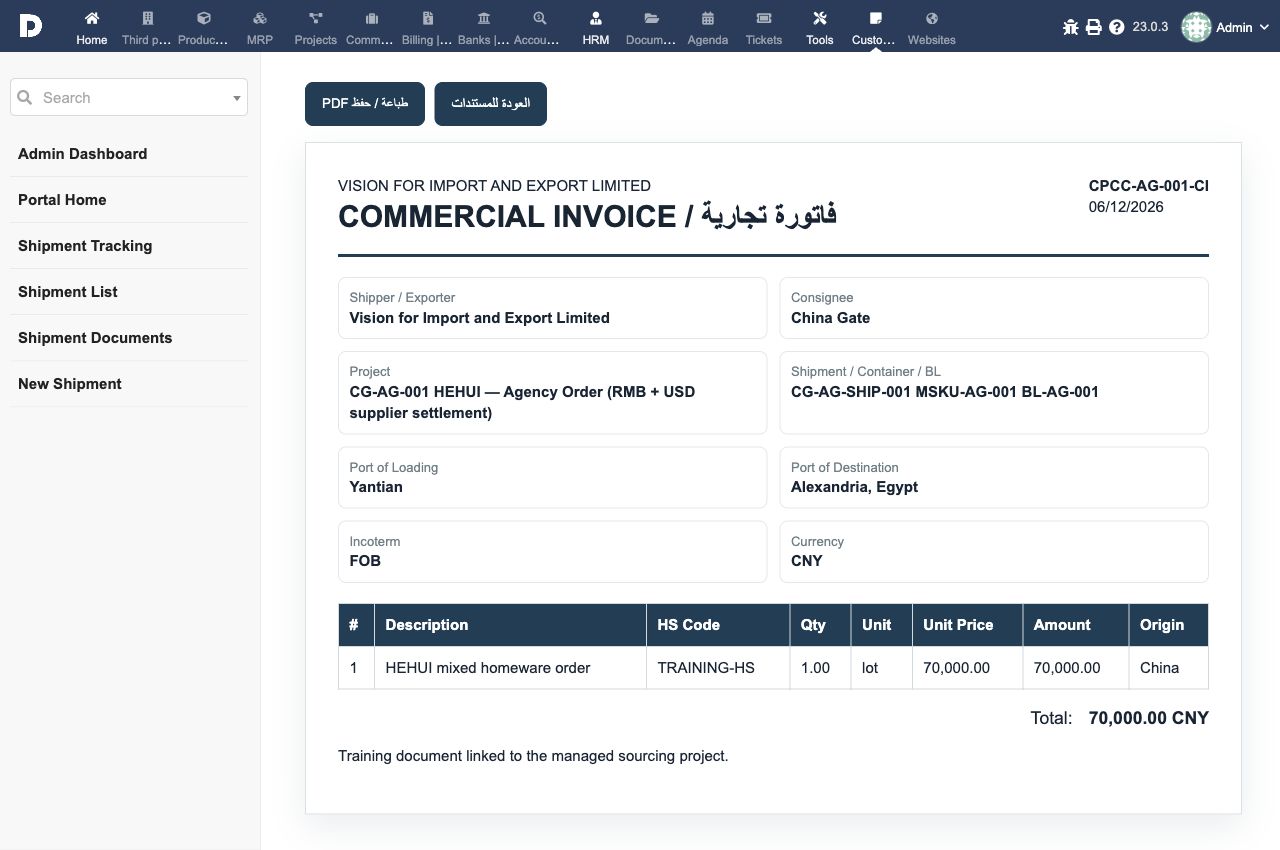 Home
Third p...
Produc...
MRP
Projects
Comm...
Billing |...
Banks |...
Accou...
HRM
Docum...
Agenda
Tickets
Tools
Custo...
Websites
23.0.3
Admin
Search
Admin Dashboard
Portal Home
Shipment Tracking
Shipment List
Shipment Documents
New Shipment
طباعة / حفظ PDF
العودة للمستندات
VISION FOR IMPORT AND EXPORT LIMITED
COMMERCIAL INVOICE / فاتورة تجارية
CPCC-AG-001-CI
06/12/2026
Shipper / Exporter
Vision for Import and Export Limited
Consignee
China Gate
Project
CG-AG-001 HEHUI — Agency Order (RMB + USD
supplier settlement)
Shipment / Container / BL
CG-AG-SHIP-001 MSKU-AG-001 BL-AG-001
Port of Loading
Yantian
Port of Destination
Alexandria, Egypt
Incoterm
FOB
Currency
CNY
# Description HS Code Qty Unit Unit Price Amount Origin
1 HEHUI mixed homeware order TRAINING-HS 1.00 lot 70,000.00 70,000.00 China
Total: 70,000.00 CNY
Training document linked to the managed sourcing project.